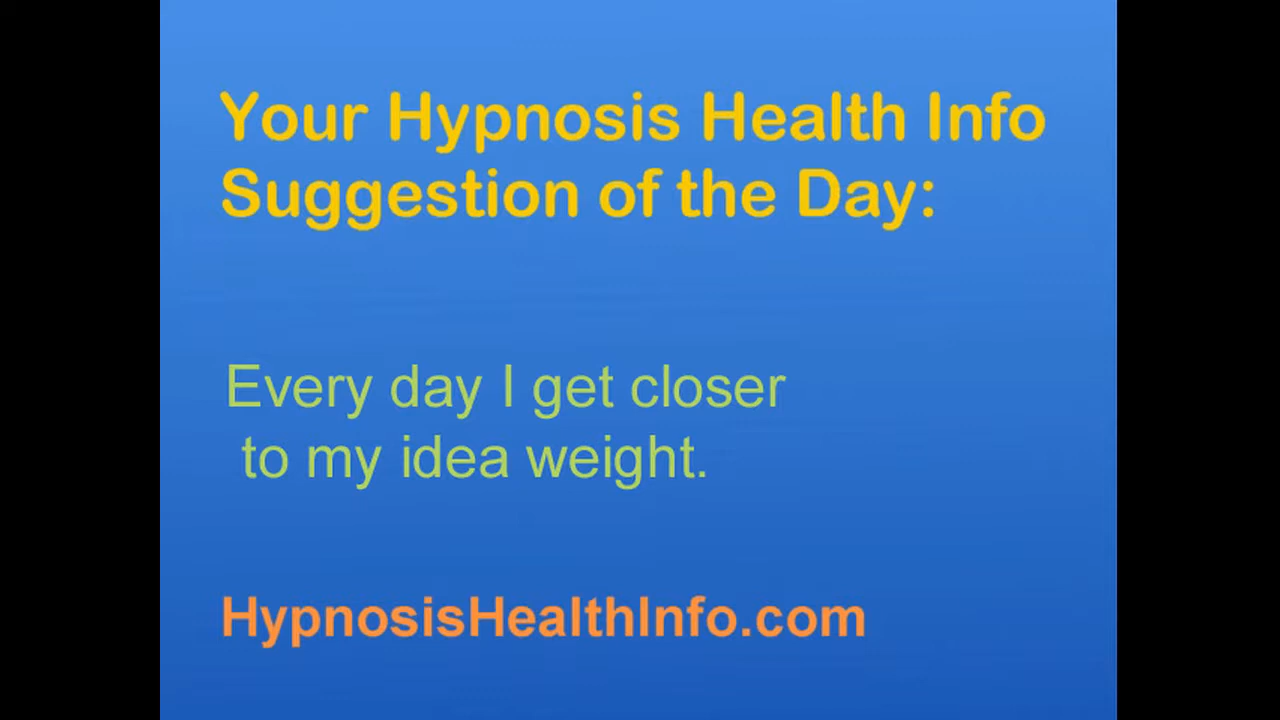 Your Hypnosis Health Info
Suggestion of the Day:
Every day I get closer
to my idea weight.
HypnosisHealthInfo.com